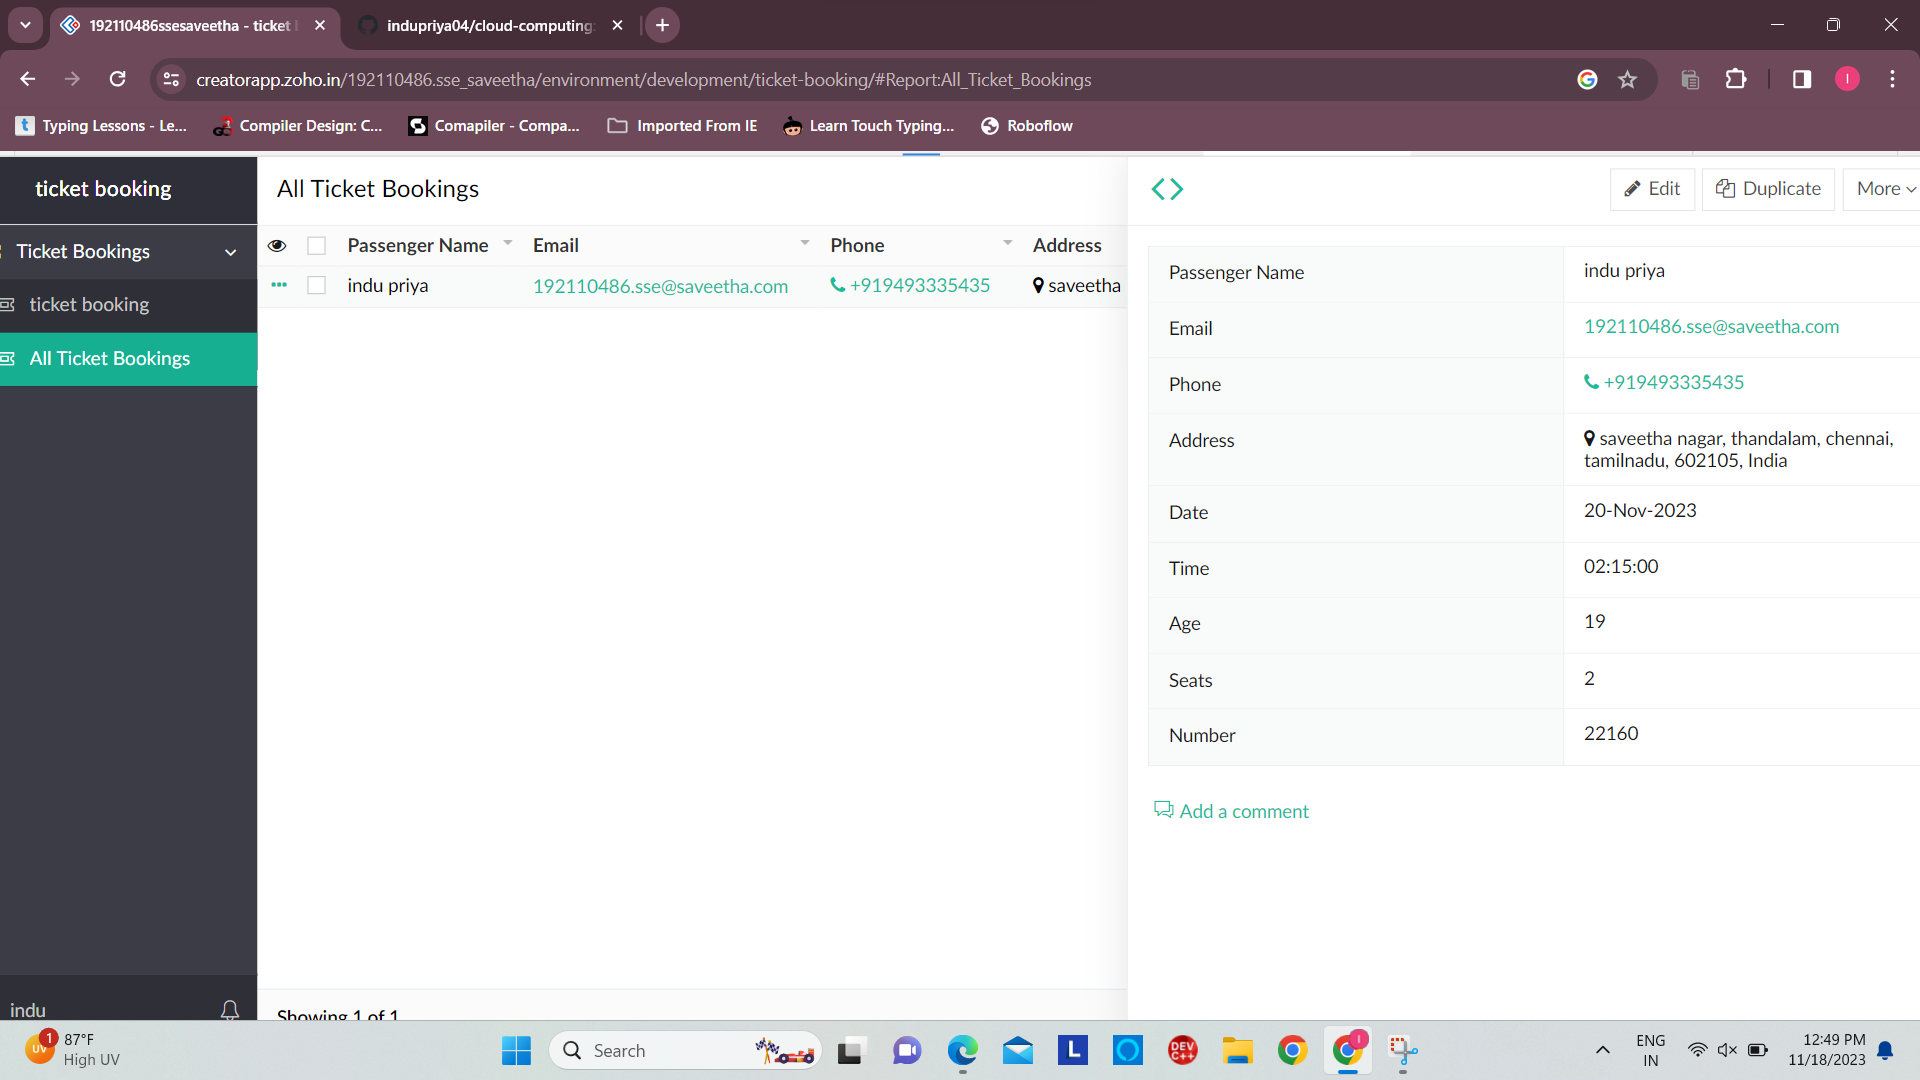 192110486ssesaveetha - ticket
indupriya04/cloud-computing
creatorapp.zoho.in/192110486.sse_saveetha/environment/development/ticket-booking/#Report:All_Ticket_Bookings
I
Typing Lessons - Le...
Compiler Design: C...
Comapiler - Compa...
Imported From IE
Learn Touch Typing...
Roboflow
ticket booking
Ticket Bookings
ticket booking
All Ticket Bookings
indu
All Ticket Bookings
Passenger Name Email Phone Address
indu priya 192110486.sse@saveetha.com +919493335435 saveetha
Showing 1 of 1
Edit Duplicate More
Passenger Name indu priya
Email 192110486.sse@saveetha.com
Phone +919493335435
Address saveetha nagar, thandalam, chennai,
tamilnadu, 602105, India
Date 20-Nov-2023
Time 02:15:00
Age 19
Seats 2
Number 22160
Add a comment
UV 1
87°F
High UV
Search
L
DEV
C++
I
ENG
IN
12:49 PM
11/18/2023